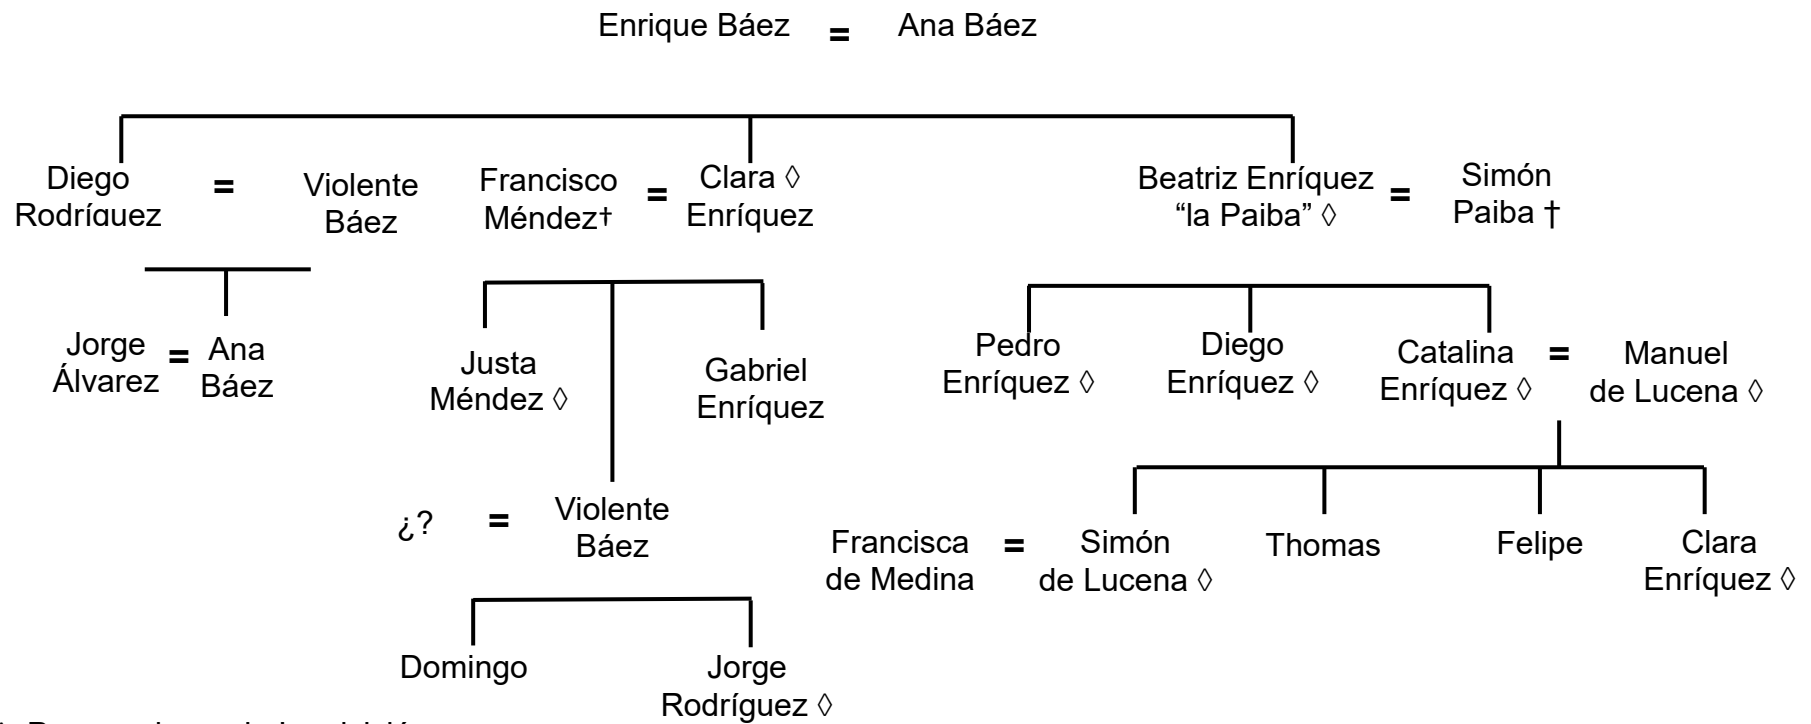 Enrique Báez = Ana Báez
Diego Rodríguez = Violente Báez
Francisco Méndez† = Clara ◊ Enríquez
Beatriz Enríquez “la Paiba” ◊ = Simón Paiba †
Jorge Álvarez = Ana Báez
Justa Méndez ◊
Gabriel Enríquez
Pedro Enríquez ◊
Diego Enríquez ◊
Catalina Enríquez ◊ = Manuel de Lucena ◊
¿? = Violente Báez
Francisca de Medina = Simón de Lucena ◊
Thomas
Felipe
Clara Enríquez ◊
Domingo
Jorge Rodríguez ◊